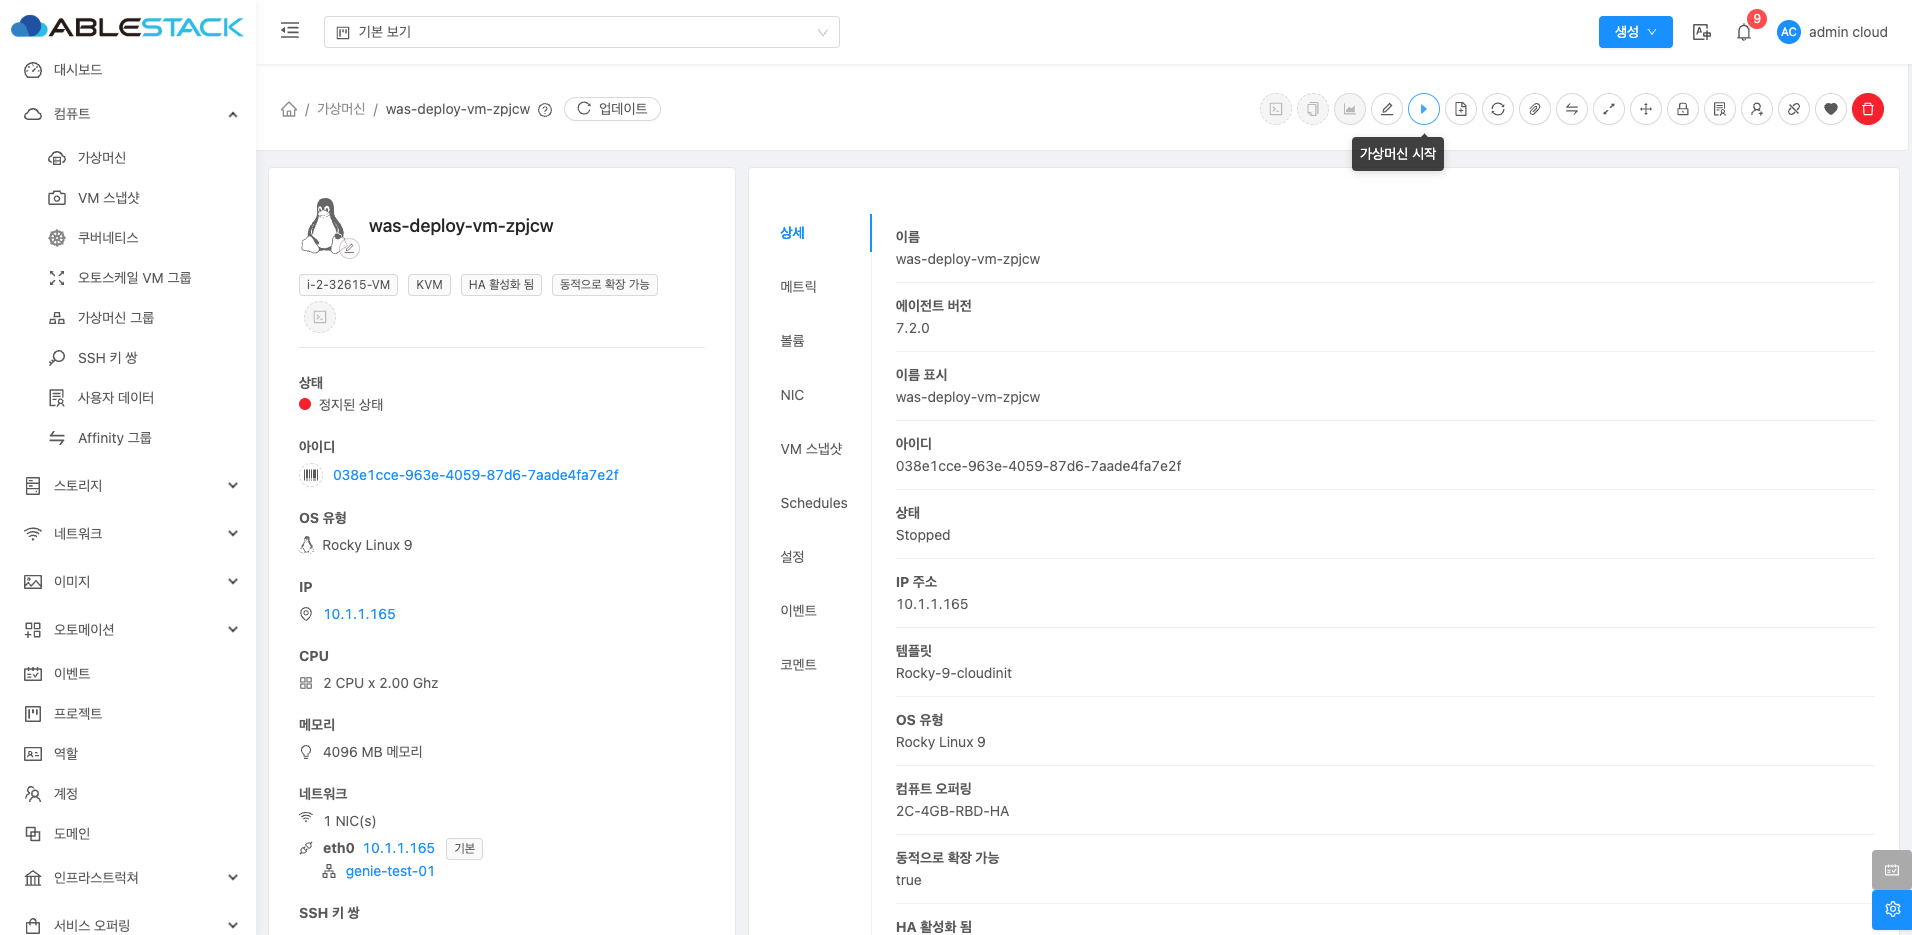 ABLESTACK
기본 보기
생성
9
AC
admin cloud
대시보드
컴퓨트
가상머신
VM 스냅샷
쿠버네티스
오토스케일 VM 그룹
가상머신 그룹
SSH 키 쌍
사용자 데이터
Affinity 그룹
스토리지
네트워크
이미지
오토메이션
이벤트
프로젝트
역할
계정
도메인
인프라스트럭쳐
서비스 오퍼링
/ 가상머신 / was-deploy-vm-zpjcw
업데이트
가상머신 시작
was-deploy-vm-zpjcw
i-2-32615-VM
KVM
HA 활성화 됨
동적으로 확장 가능
상태
정지된 상태
아이디
038e1cce-963e-4059-87d6-7aade4fa7e2f
OS 유형
Rocky Linux 9
IP
10.1.1.165
CPU
2 CPU x 2.00 Ghz
메모리
4096 MB 메모리
네트워크
1 NIC(s)
eth0 10.1.1.165 기본
genie-test-01
SSH 키 쌍
상세
메트릭
볼륨
NIC
VM 스냅샷
Schedules
설정
이벤트
코멘트
이름
was-deploy-vm-zpjcw
에이전트 버전
7.2.0
이름 표시
was-deploy-vm-zpjcw
아이디
038e1cce-963e-4059-87d6-7aade4fa7e2f
상태
Stopped
IP 주소
10.1.1.165
템플릿
Rocky-9-cloudinit
OS 유형
Rocky Linux 9
컴퓨트 오퍼링
2C-4GB-RBD-HA
동적으로 확장 가능
true
HA 활성화 됨